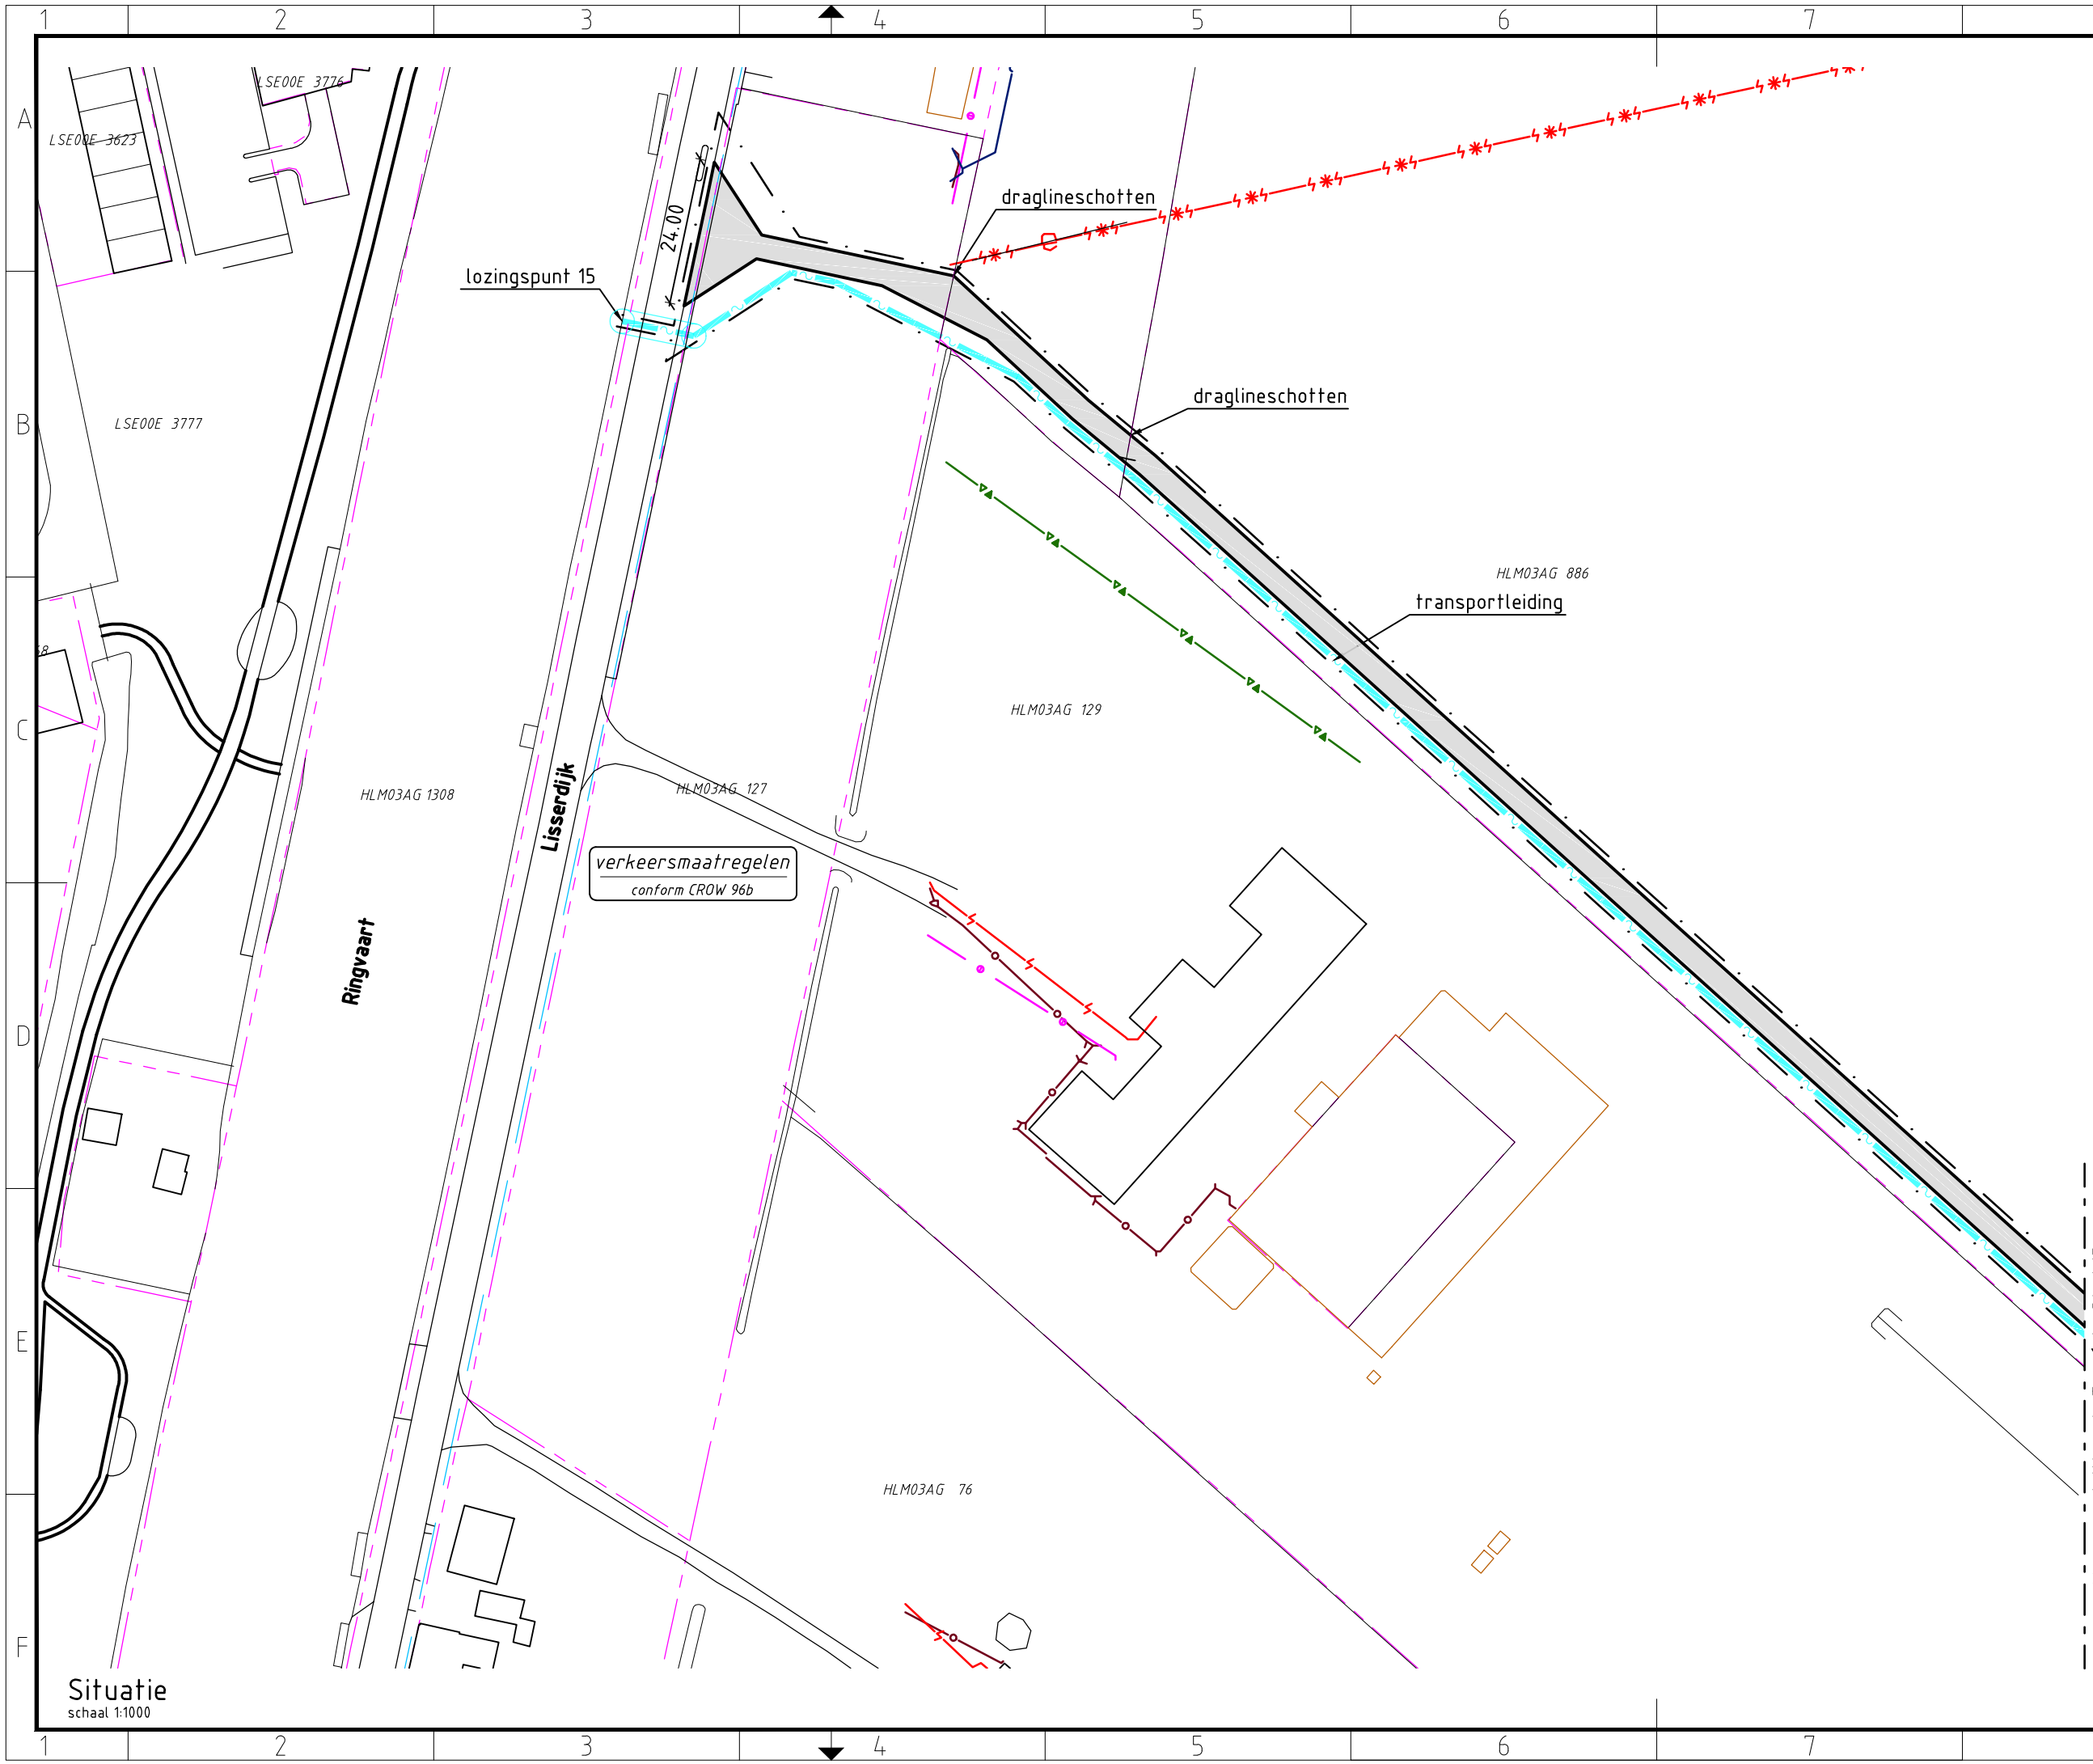 1 2 3 4 5 6 7
A
LSE00E 3776
LSE00E 3623
draglineschotten
24.00
lozingspunt 15
draglineschotten
B
LSE00E 3777
HLM03AG 886
transportleiding
HLM03AG 129
C
HLM03AG 1308
HLM03AG 127
Lisserdijk
verkeersmaatregelen
conform CROW 96b
Ringvaart
D
E
HLM03AG 76
F
Situatie
schaal 1:1000
1 2 3 4 5 6 7